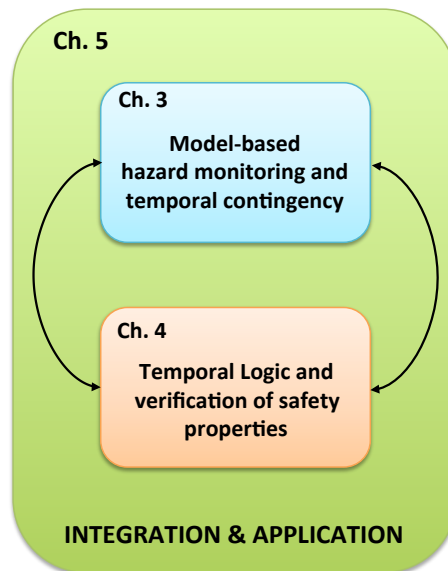 Ch. 5
Ch. 3
Model-based
hazard monitoring and
temporal contingency
Ch. 4
Temporal Logic and
verification of safety
properties
INTEGRATION & APPLICATION